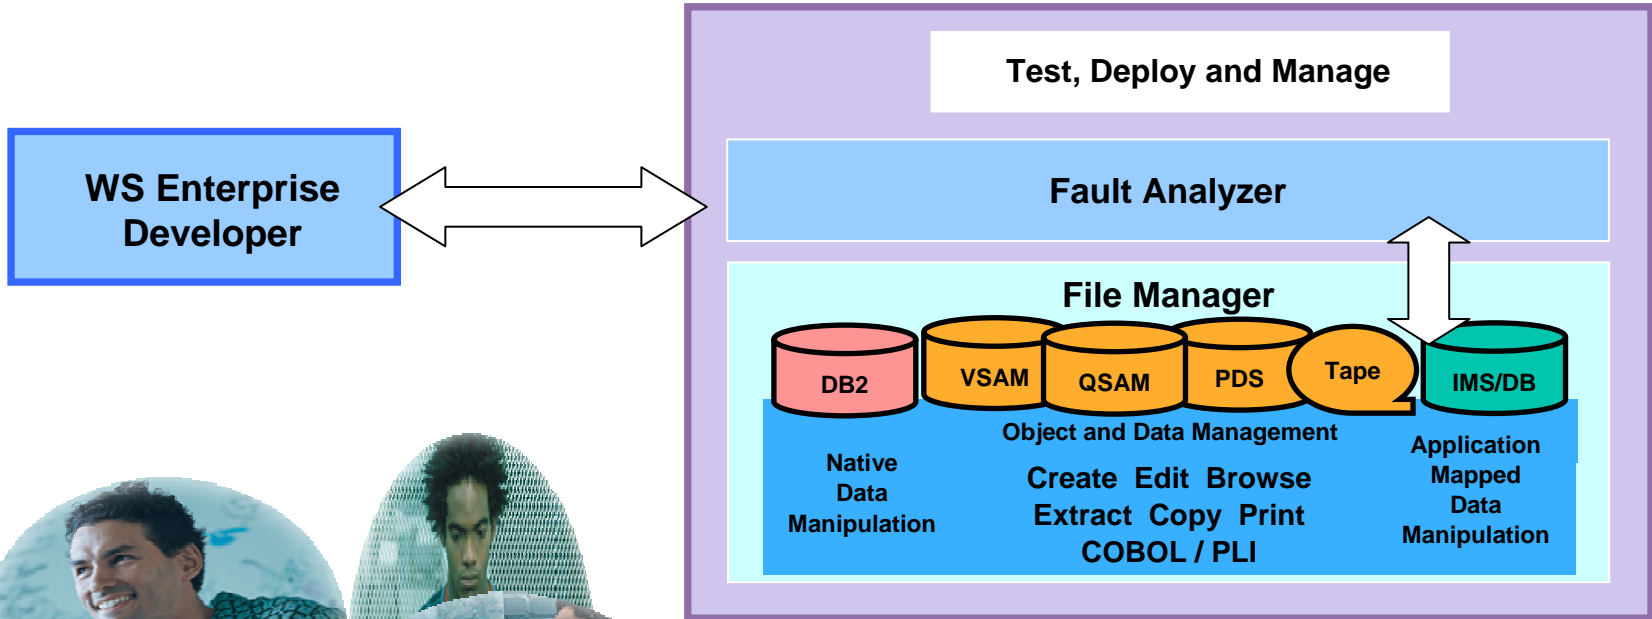 Test, Deploy and Manage
WS Enterprise
Developer
Fault Analyzer
File Manager
DB2
VSAM
QSAM
PDS
Tape
IMS/DB
Object and Data Management
Native
Data
Manipulation
Create Edit Browse
Extract Copy Print
COBOL / PLI
Application
Mapped
Data
Manipulation